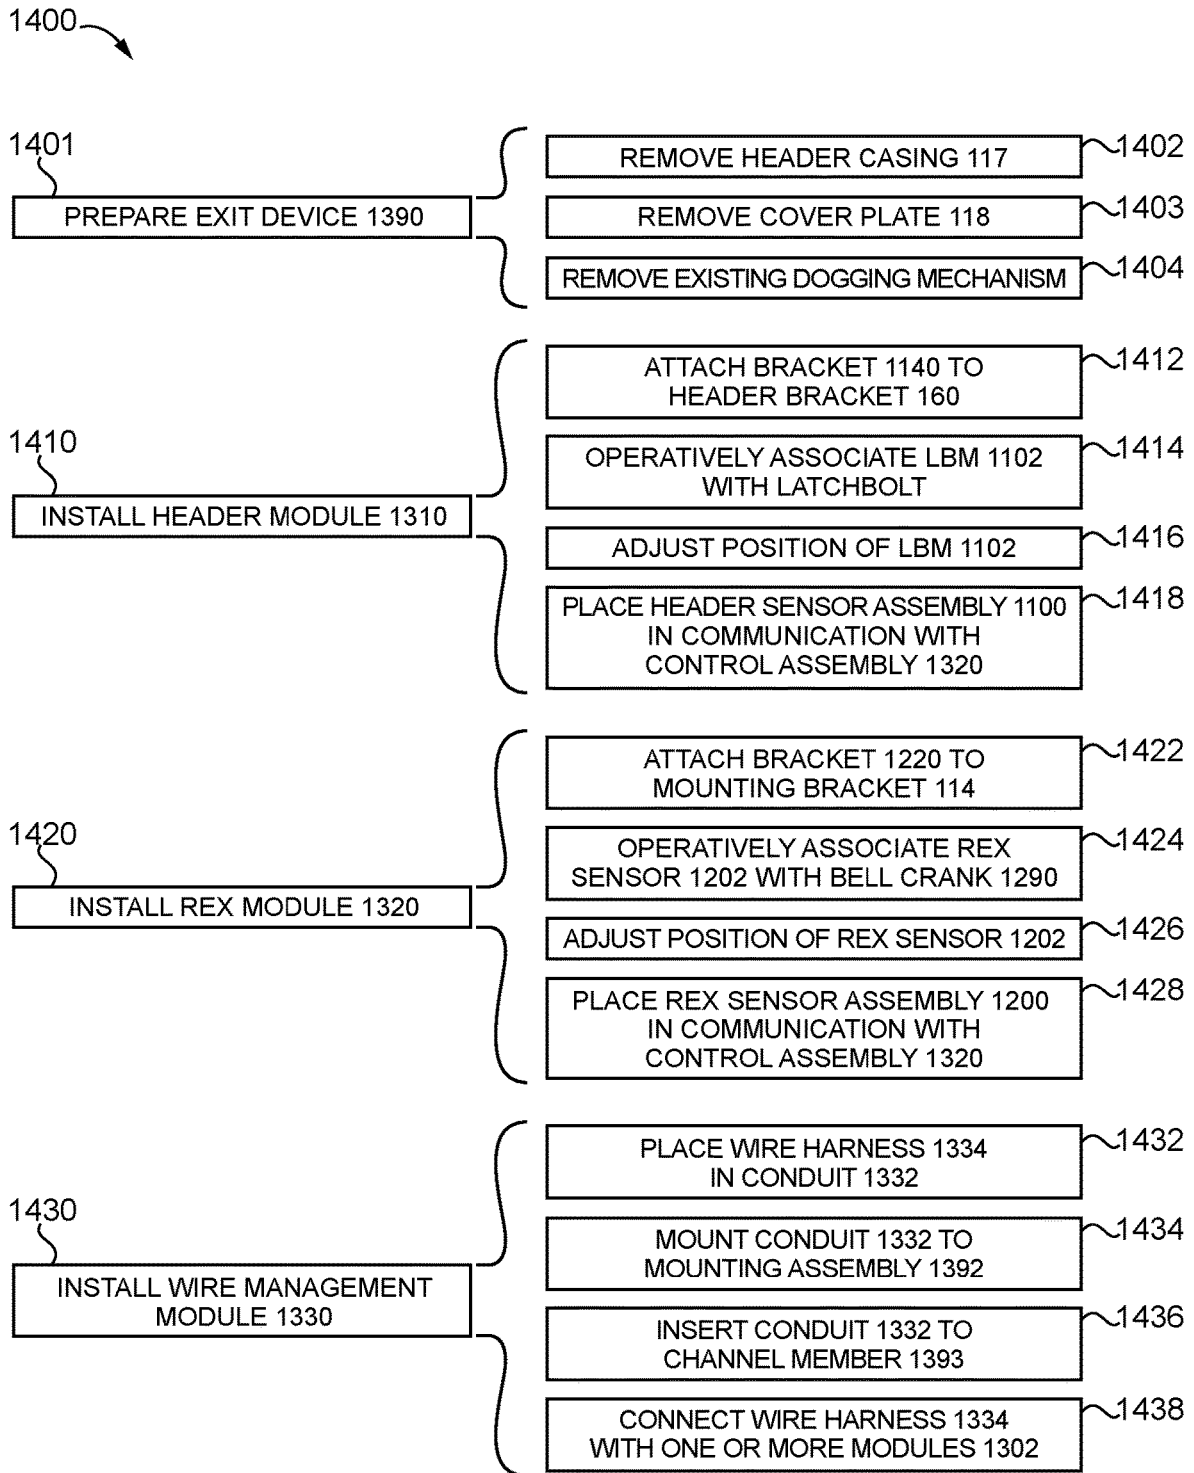 1400
1401
PREPARE EXIT DEVICE 1390
REMOVE HEADER CASING 117
1402
REMOVE COVER PLATE 118
1403
REMOVE EXISTING DOGGING MECHANISM
1404
1410
INSTALL HEADER MODULE 1310
ATTACH BRACKET 1140 TO
HEADER BRACKET 160
1412
OPERATIVELY ASSOCIATE LBM 1102
WITH LATCHBOLT
1414
ADJUST POSITION OF LBM 1102
1416
PLACE HEADER SENSOR ASSEMBLY 1100
IN COMMUNICATION WITH
CONTROL ASSEMBLY 1320
1418
1420
INSTALL REX MODULE 1320
ATTACH BRACKET 1220 TO
MOUNTING BRACKET 114
1422
OPERATIVELY ASSOCIATE REX
SENSOR 1202 WITH BELL CRANK 1290
1424
ADJUST POSITION OF REX SENSOR 1202
1426
PLACE REX SENSOR ASSEMBLY 1200
IN COMMUNICATION WITH
CONTROL ASSEMBLY 1320
1428
1430
INSTALL WIRE MANAGEMENT
MODULE 1330
PLACE WIRE HARNESS 1334
IN CONDUIT 1332
1432
MOUNT CONDUIT 1332 TO
MOUNTING ASSEMBLY 1392
1434
INSERT CONDUIT 1332 TO
CHANNEL MEMBER 1393
1436
CONNECT WIRE HARNESS 1334
WITH ONE OR MORE MODULES 1302
1438